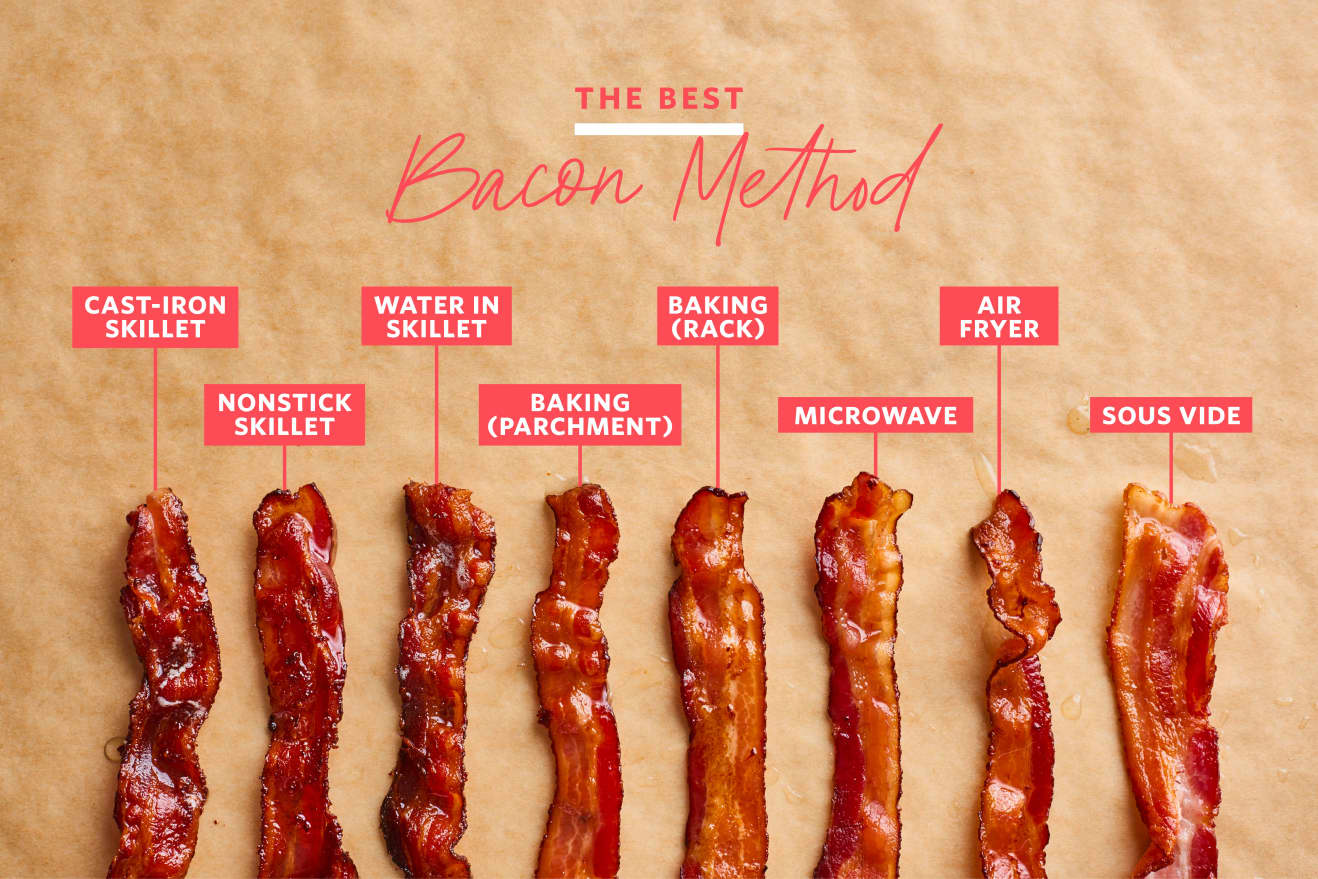 THE BEST
Bacon Method
CAST-IRON
SKILLET
NONSTICK
SKILLET
WATER IN
SKILLET
BAKING
(PARCHMENT)
BAKING
(RACK)
MICROWAVE
AIR
FRYER
SOUS VIDE